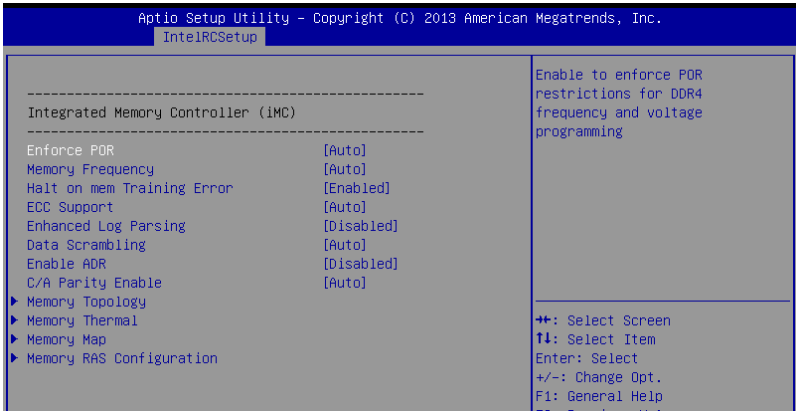 Aptio Setup Utility – Copyright (C) 2013 American Megatrends, Inc.
IntelRCSetup
------------------------------------------------
Integrated Memory Controller (iMC)
------------------------------------------------
Enforce POR [Auto]
Memory Frequency [Auto]
Halt on mem Training Error [Enabled]
ECC Support [Auto]
Enhanced Log Parsing [Disabled]
Data Scrambling [Auto]
Enable ADR [Disabled]
C/A Parity Enable [Auto]
Memory Topology
Memory Thermal
Memory Map
Memory RAS Configuration
Enable to enforce POR
restrictions for DDR4
frequency and voltage
programming
→←: Select Screen
↑↓: Select Item
Enter: Select
+/-: Change Opt.
F1: General Help